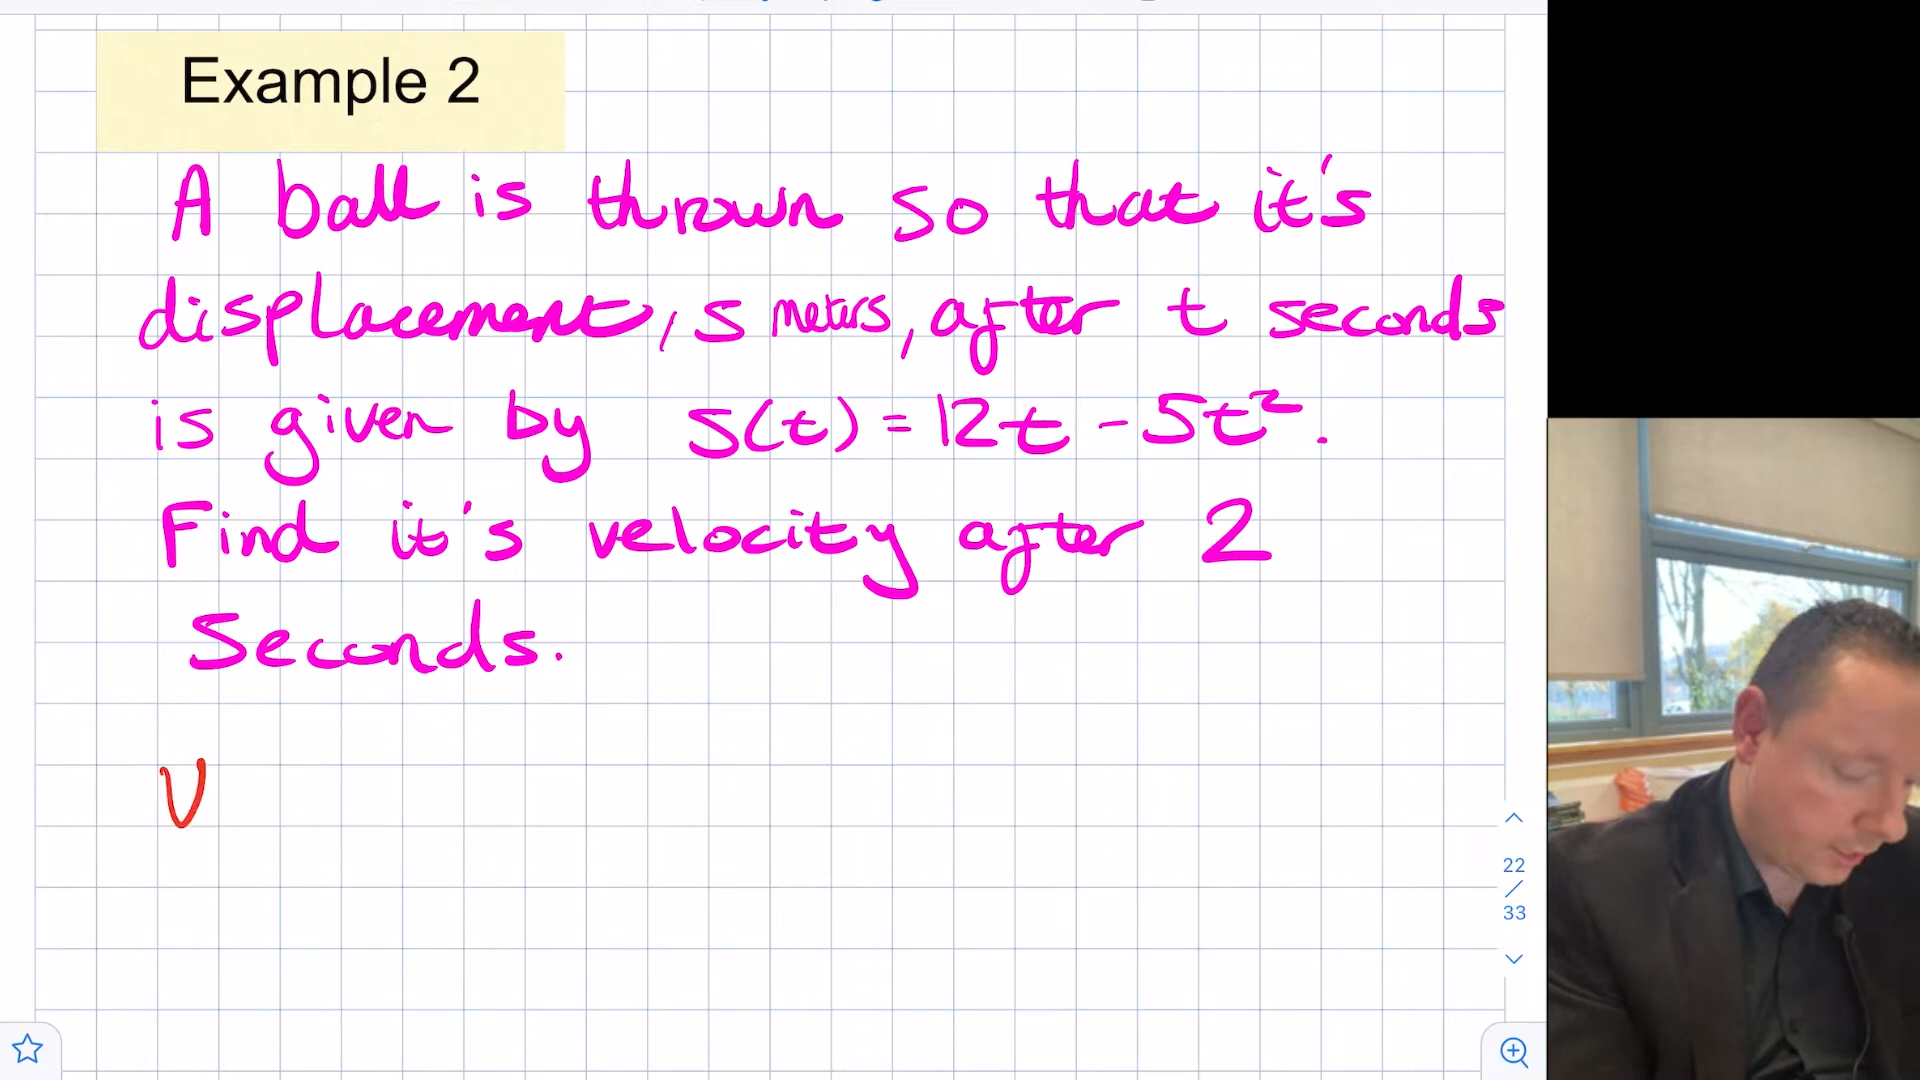 Example 2
A ball is thrown so that it's
displacement, s meters, after t seconds
is given by s(t) = 12t - 5t².
Find it's velocity after 2
Seconds.
V
22
/
33